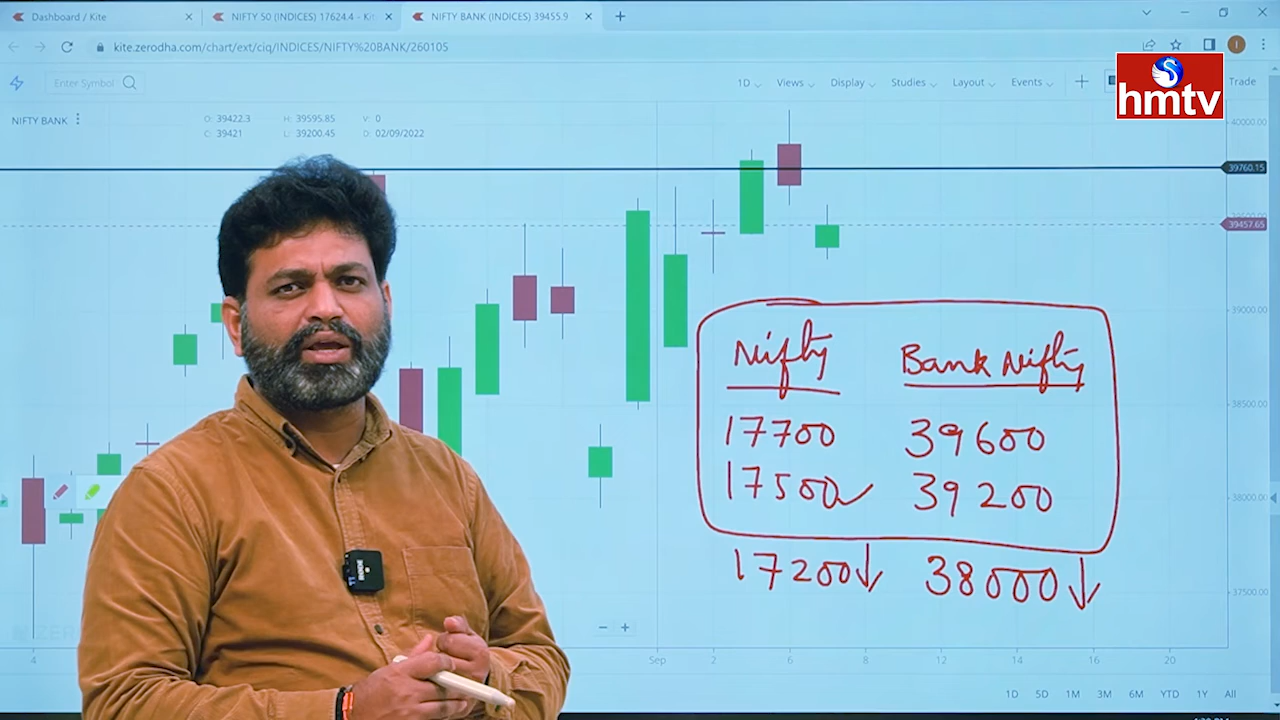 Dashboard / Kite
NIFTY 50 (INDICES) 17624.4 - Kit
NIFTY BANK (INDICES) 39455.9
kite.zerodha.com/chart/ext/ciq/INDICES/NIFTY%20BANK/260105
I
Enter Symbol
1D Views Display Studies Layout Events Trade
hmtv
NIFTY BANK
O: 39422.3 H: 39595.85 V: 0
C: 39421 L: 39200.45 D: 02/09/2022
40000.00
39760.15
39457.65
39000.00
38500.00
38000.00
37500.00
Nifty Bank Nifty
17700 39600
17500 39200
17200↓ 38000↓
RØDE
4 Sep 2 6 8 12 14 16 20
1D 5D 1M 3M 6M YTD 1Y All